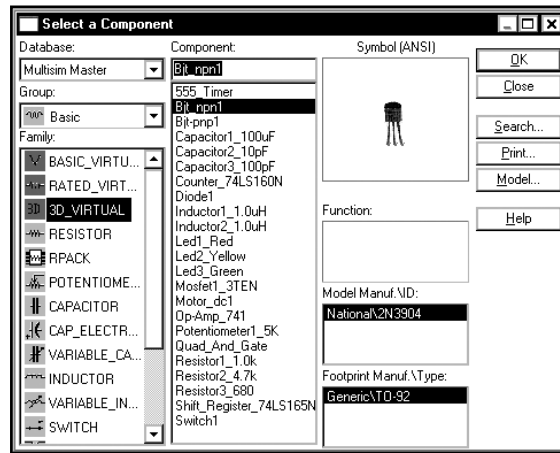 Select a Component
Database:
Multisim Master
Group:
Basic
Family:
BASIC_VIRTU...
RATED_VIRT...
3D
3D_VIRTUAL
RESISTOR
RPACK
POTENTIOME...
CAPACITOR
CAP_ELECTR...
VARIABLE_CA...
INDUCTOR
VARIABLE_IN...
SWITCH
Component:
Bjt_npn1
555_Timer
Bjt_npn1
Bjt-pnp1
Capacitor1_100uF
Capacitor2_10pF
Capacitor3_100pF
Counter_74LS160N
Diode1
Inductor1_1.0uH
Inductor2_1.0uH
Led1_Red
Led2_Yellow
Led3_Green
Mosfet1_3TEN
Motor_dc1
Op-Amp_741
Potentiometer1_5K
Quad_And_Gate
Resistor1_1.0k
Resistor2_4.7k
Resistor3_680
Shift_Register_74LS165N
Switch1
Symbol (ANSI)
Function:
Model Manuf.\ID:
National\2N3904
Footprint Manuf.\Type:
Generic\TO-92
OK
Close
Search...
Print...
Model...
Help